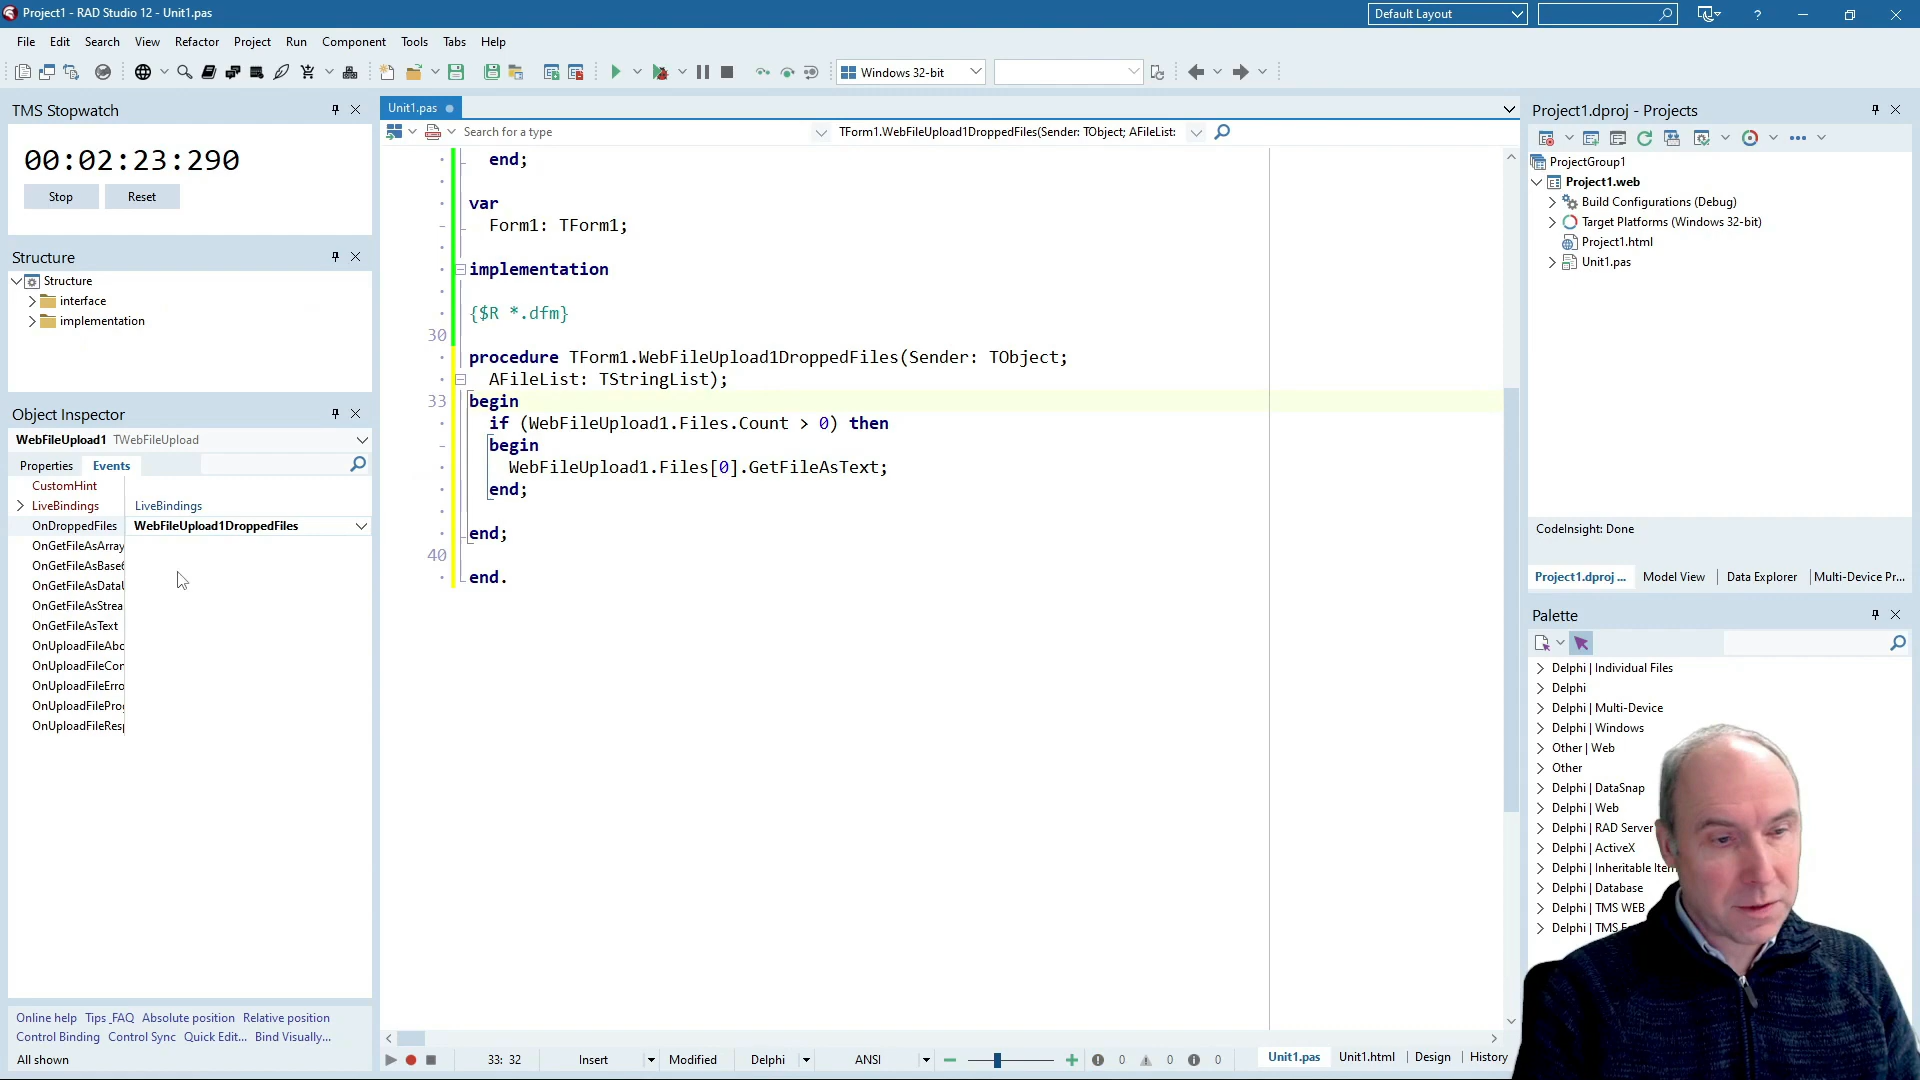 Project1 - RAD Studio 12 - Unit1.pas
Default Layout
?
File Edit Search View Refactor Project Run Component Tools Tabs Help
Windows 32-bit
TMS Stopwatch
00:02:23:290
Stop Reset
Structure
Structure
interface
implementation
Object Inspector
WebFileUpload1 TWebFileUpload
Properties Events
CustomHint
LiveBindings LiveBindings
OnDroppedFiles WebFileUpload1DroppedFiles
OnGetFileAsArray
OnGetFileAsBase6
OnGetFileAsDataU
OnGetFileAsStrea
OnGetFileAsText
OnUploadFileAbo
OnUploadFileCon
OnUploadFileErro
OnUploadFileProg
OnUploadFileResp
Online help Tips_FAQ Absolute position Relative position
Control Binding Control Sync Quick Edit... Bind Visually...
All shown
Unit1.pas
Search for a type
TForm1.WebFileUpload1DroppedFiles(Sender: TObject; AFileList:
end;
var
Form1: TForm1;
implementation
{$R *.dfm}
30
procedure TForm1.WebFileUpload1DroppedFiles(Sender: TObject;
AFileList: TStringList);
33 begin
if (WebFileUpload1.Files.Count > 0) then
begin
WebFileUpload1.Files[0].GetFileAsText;
end;
end;
40
end.
33: 32 Insert Modified Delphi ANSI 0 0 0
Unit1.pas Unit1.html Design History
Project1.dproj - Projects
ProjectGroup1
Project1.web
Build Configurations (Debug)
Target Platforms (Windows 32-bit)
Project1.html
Unit1.pas
CodeInsight: Done
Project1.dproj ... Model View Data Explorer Multi-Device Pr...
Palette
Delphi | Individual Files
Delphi
Delphi | Multi-Device
Delphi | Windows
Other | Web
Other
Delphi | DataSnap
Delphi | Web
Delphi | RAD Server
Delphi | ActiveX
Delphi | Inheritable Item
Delphi | Database
Delphi | TMS WEB
Delphi | TMS